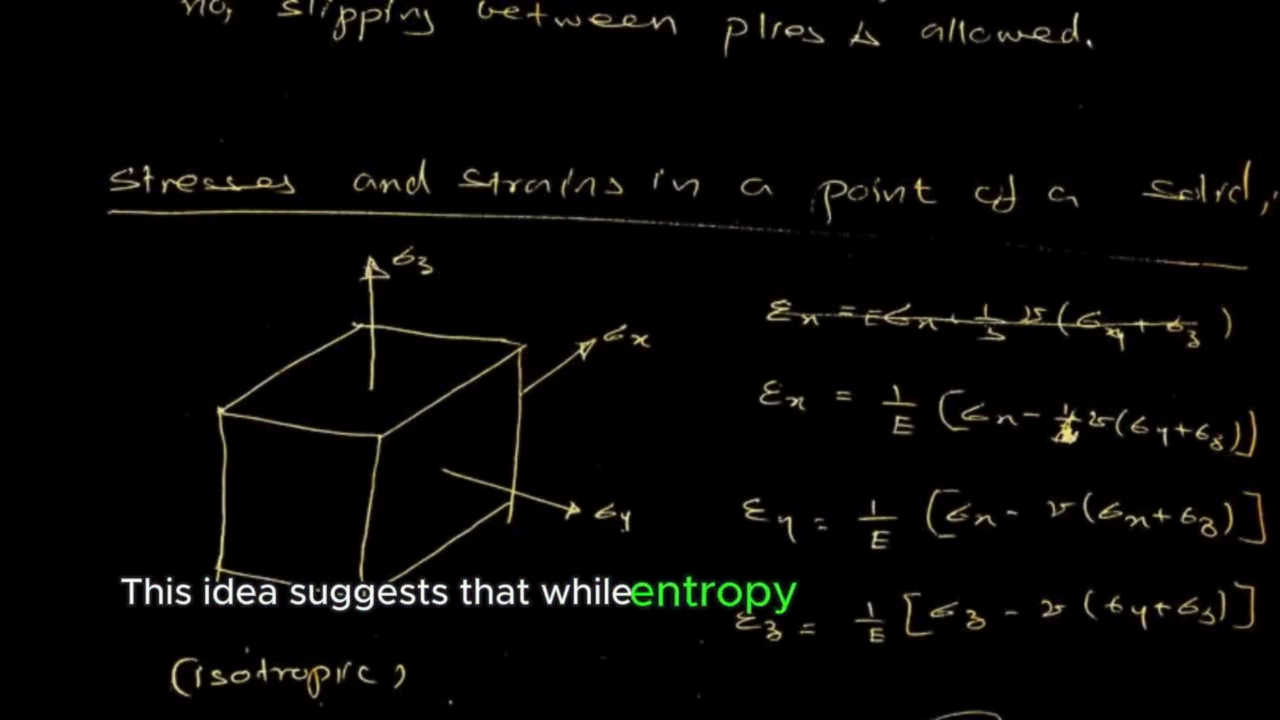 no, slipping between plies is allowed.
stresses and strains in a point of a solid,
σz
σx
εx = 1/E [σx - ν(σy+σz)]
σy
εy = 1/E [σx - ν(σx+σz)]
This idea suggests that while entropy
εz = 1/E [σz - ν(σy+σz)]
(isotropic)